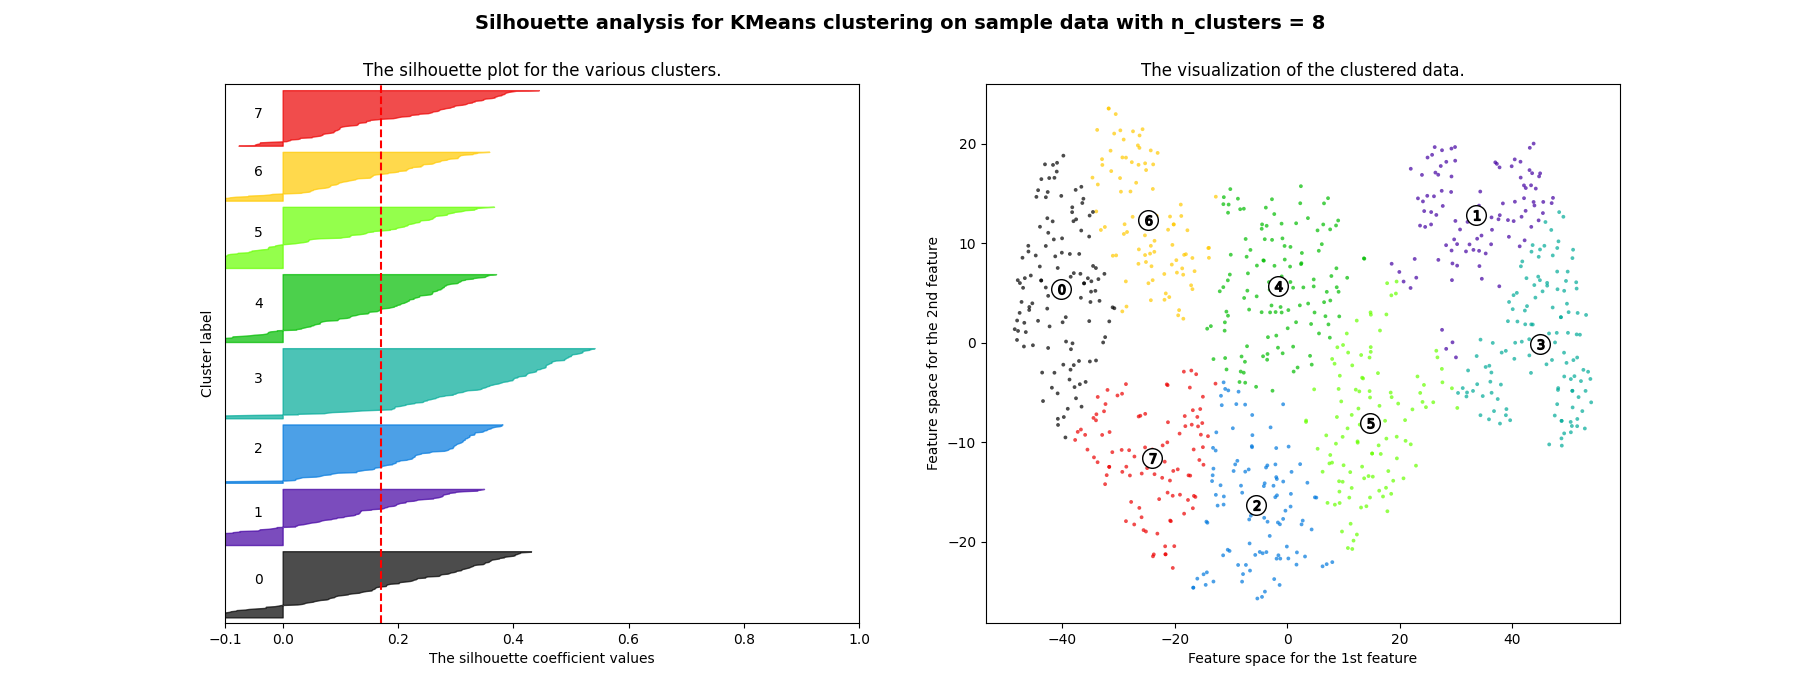 Silhouette analysis for KMeans clustering on sample data with n_clusters = 8
The silhouette plot for the various clusters.
7
6
5
4
3
2
1
0
Cluster label
−0.1 0.0 0.2 0.4 0.6 0.8 1.0
The silhouette coefficient values
The visualization of the clustered data.
20
10
0
−10
−20
Feature space for the 2nd feature
1
6
4
0
3
5
7
2
−40 −20 0 20 40
Feature space for the 1st feature